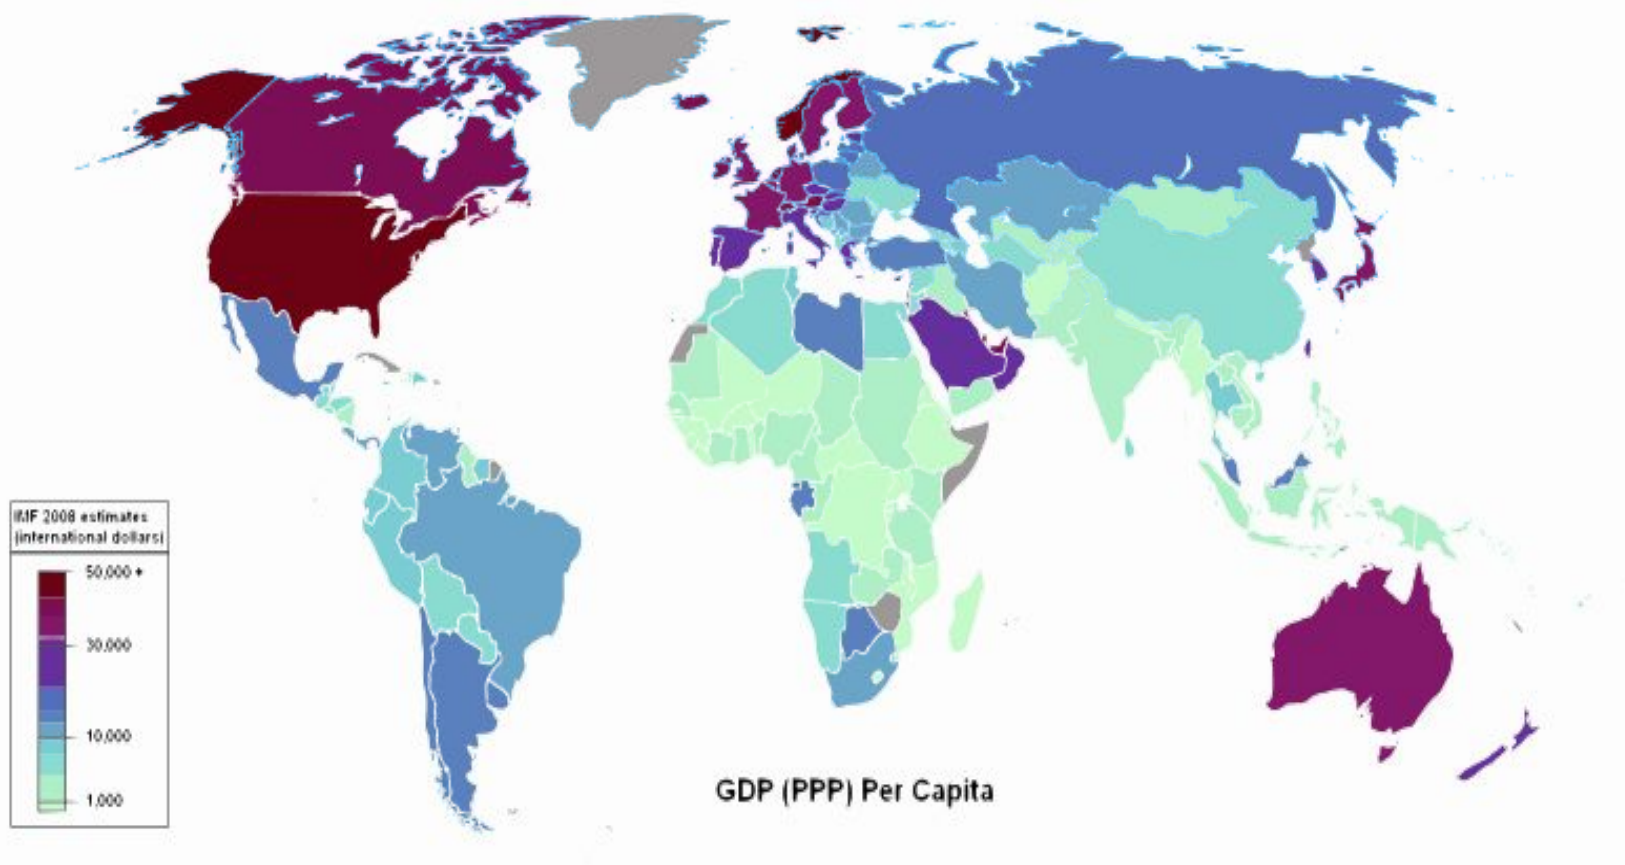 IMF 2008 estimates
(international dollars)
50,000 +
30,000
10,000
1,000
GDP (PPP) Per Capita